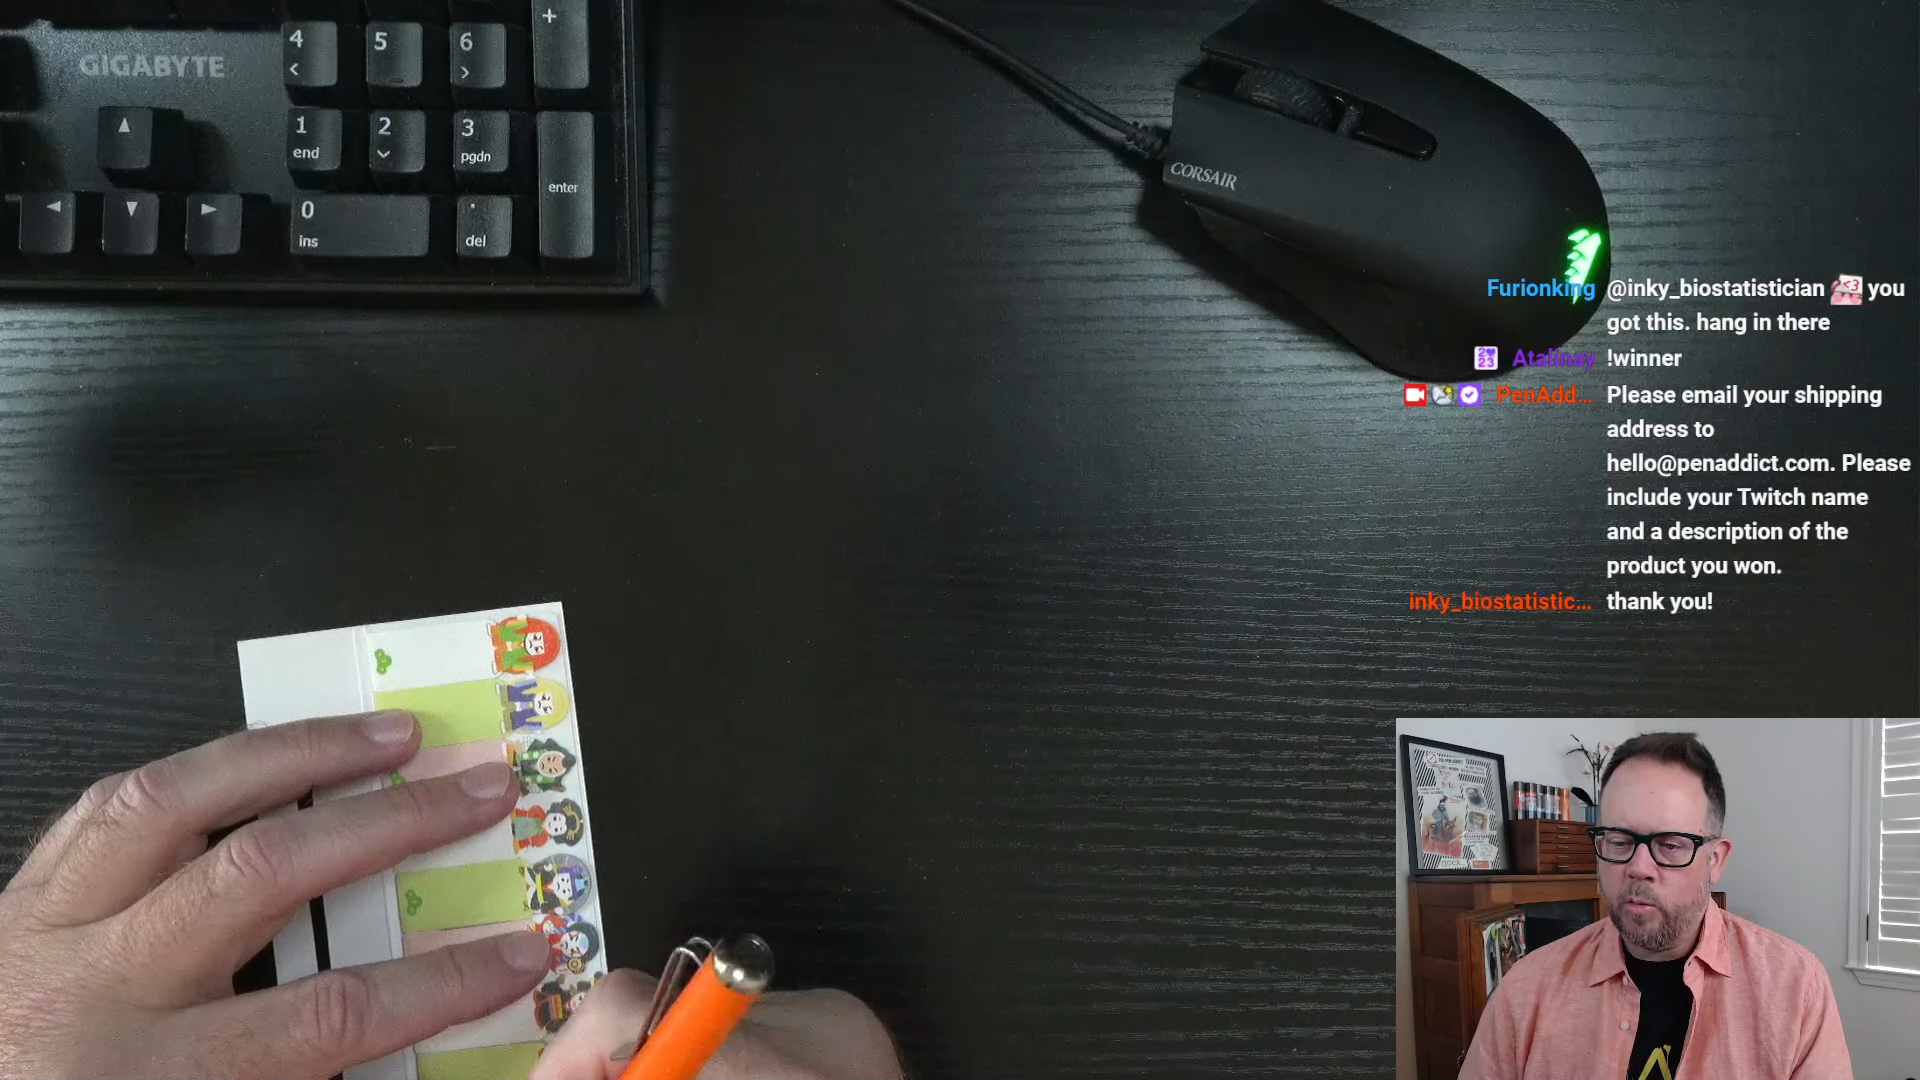 GIGABYTE
4
5
6
+
1
end
2
3
pgdn
enter
0
ins
.
del
CORSAIR
Furionking @inky_biostatistician <3 you
got this. hang in there
Atalinay !winner
PenAdd... Please email your shipping
address to
hello@penaddict.com. Please
include your Twitch name
and a description of the
product you won.
inky_biostatistic... thank you!